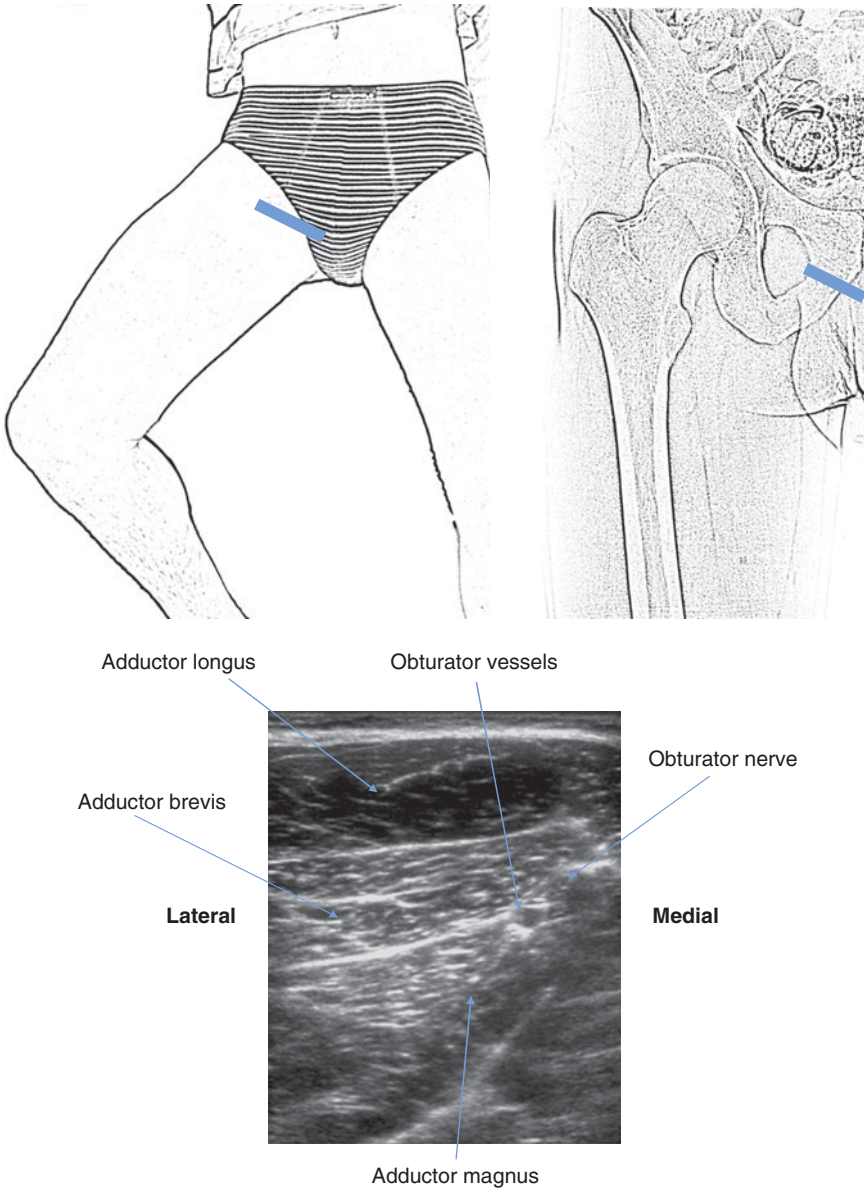 Adductor longus
Obturator vessels
Obturator nerve
Adductor brevis
Lateral
Medial
Adductor magnus